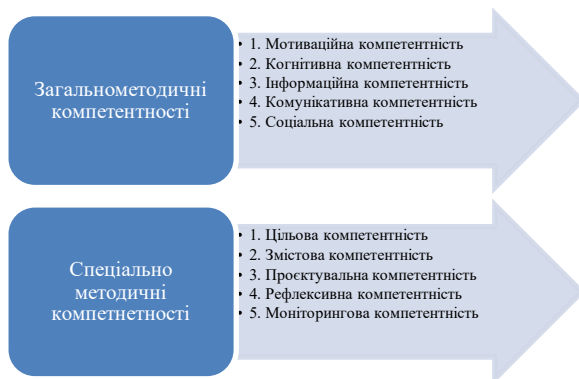 Загальнометодичні
компетентності
• 1. Мотиваційна компетентність
• 2. Когнітивна компетентність
• 3. Інформаційна компетентність
• 4. Комунікативна компетентність
• 5. Соціальна компетентність
Спеціально
методичні
компетнетності
• 1. Цільова компетентність
• 2. Змістова компетентність
• 3. Проєктувальна компетентність
• 4. Рефлексивна компетентність
• 5. Моніторингова компетентність